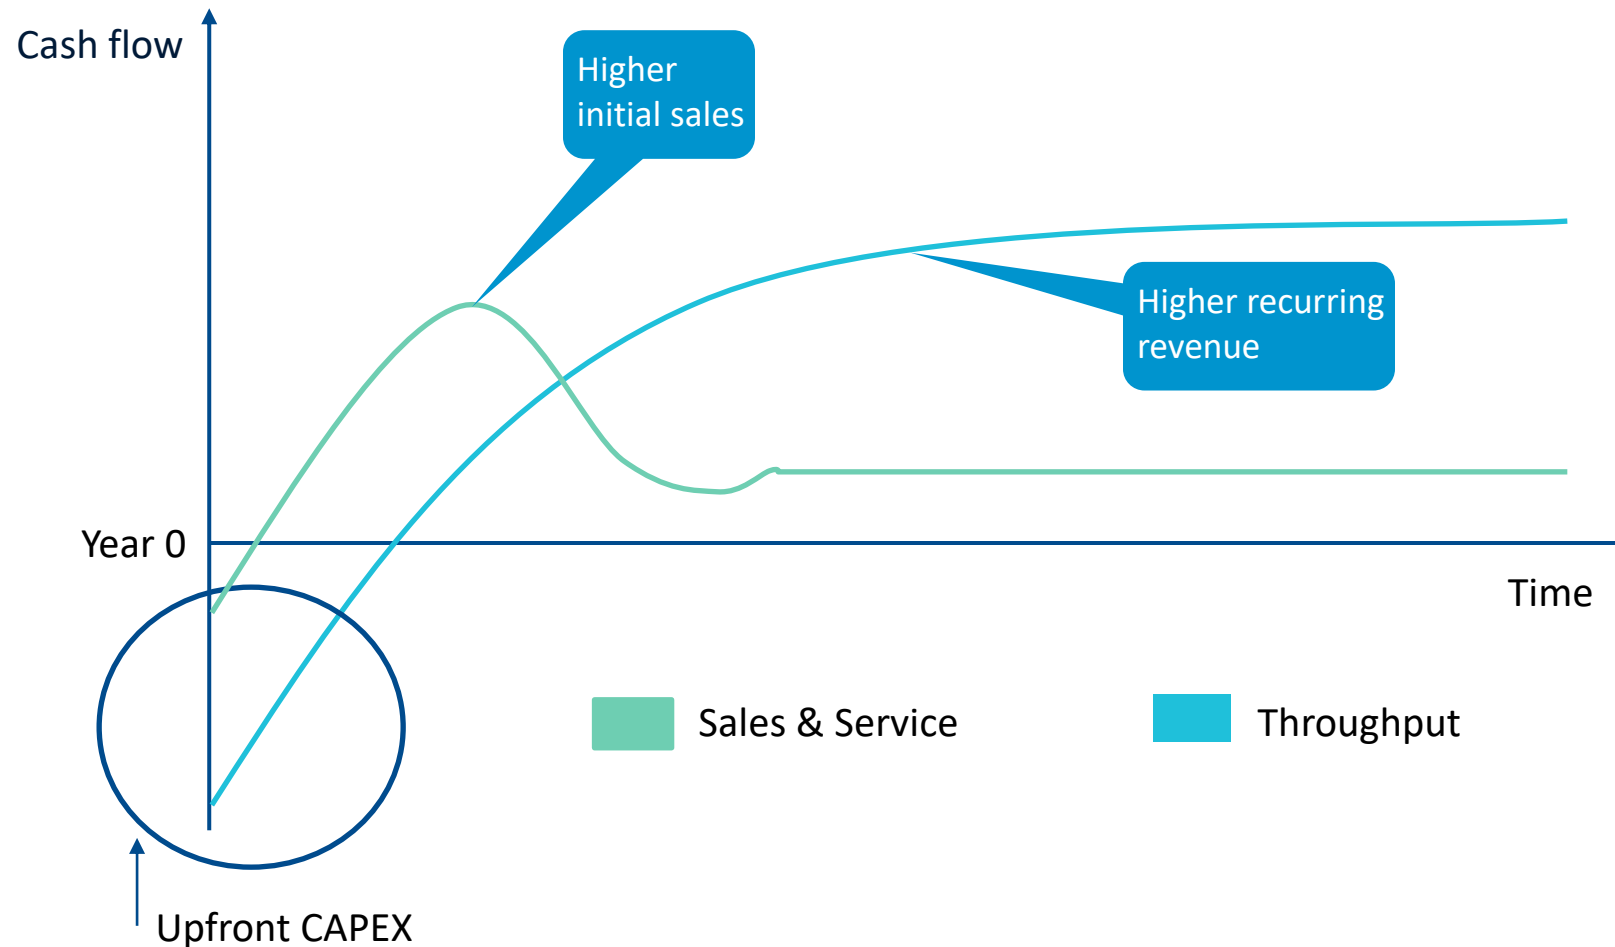 Cash flow
Higher
initial sales
Higher recurring
revenue
Year 0
Time
Sales & Service
Throughput
Upfront CAPEX